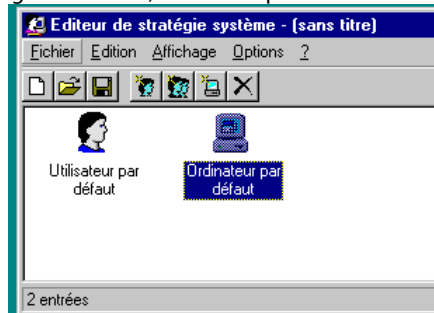 Editeur de stratégie système - (sans titre)
Fichier Edition Affichage Options ?
Utilisateur par
défaut
Ordinateur par
défaut
2 entrées